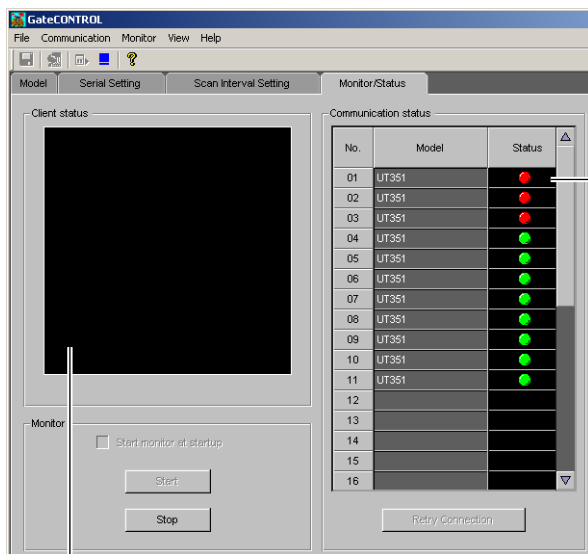 GateCONTROL
File Communication Monitor View Help
Model Serial Setting Scan Interval Setting Monitor/Status
Client status
Communication status
No. Model Status
01 UT351
02 UT351
03 UT351
04 UT351
05 UT351
06 UT351
07 UT351
08 UT351
09 UT351
10 UT351
11 UT351
12
13
14
15
16
Monitor
Start monitor at startup
Start
Stop
Retry Connection